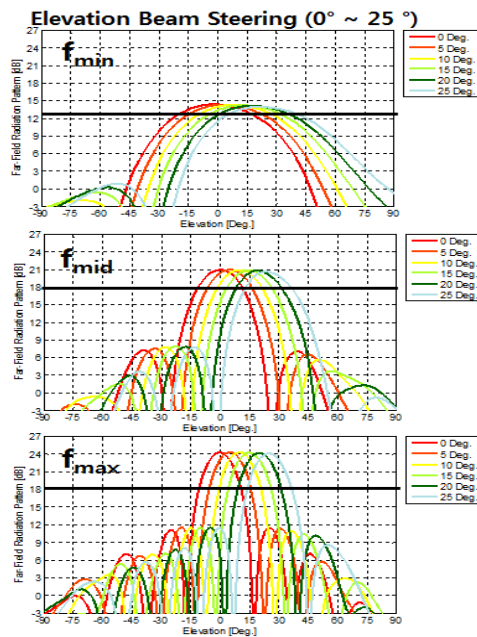 Elevation Beam Steering (0° ~ 25 °)
27
24
21
18
15
12
9
6
3
0
-3
-90 -75 -60 -45 -30 -15 0 15 30 45 60 75 90
Far-Field Radiation Pattern [dB]
Elevation [Deg.]
fmin
0 Deg.
5 Deg.
10 Deg.
15 Deg.
20 Deg.
25 Deg.
27
24
21
18
15
12
9
6
3
0
-3
-90 -75 -60 -45 -30 -15 0 15 30 45 60 75 90
Far-Field Radiation Pattern [dB]
Elevation [Deg.]
fmid
0 Deg.
5 Deg.
10 Deg.
15 Deg.
20 Deg.
25 Deg.
27
24
21
18
15
12
9
6
3
0
-3
-90 -75 -60 -45 -30 -15 0 15 30 45 60 75 90
Far-Field Radiation Pattern [dB]
Elevation [Deg.]
fmax
0 Deg.
5 Deg.
10 Deg.
15 Deg.
20 Deg.
25 Deg.